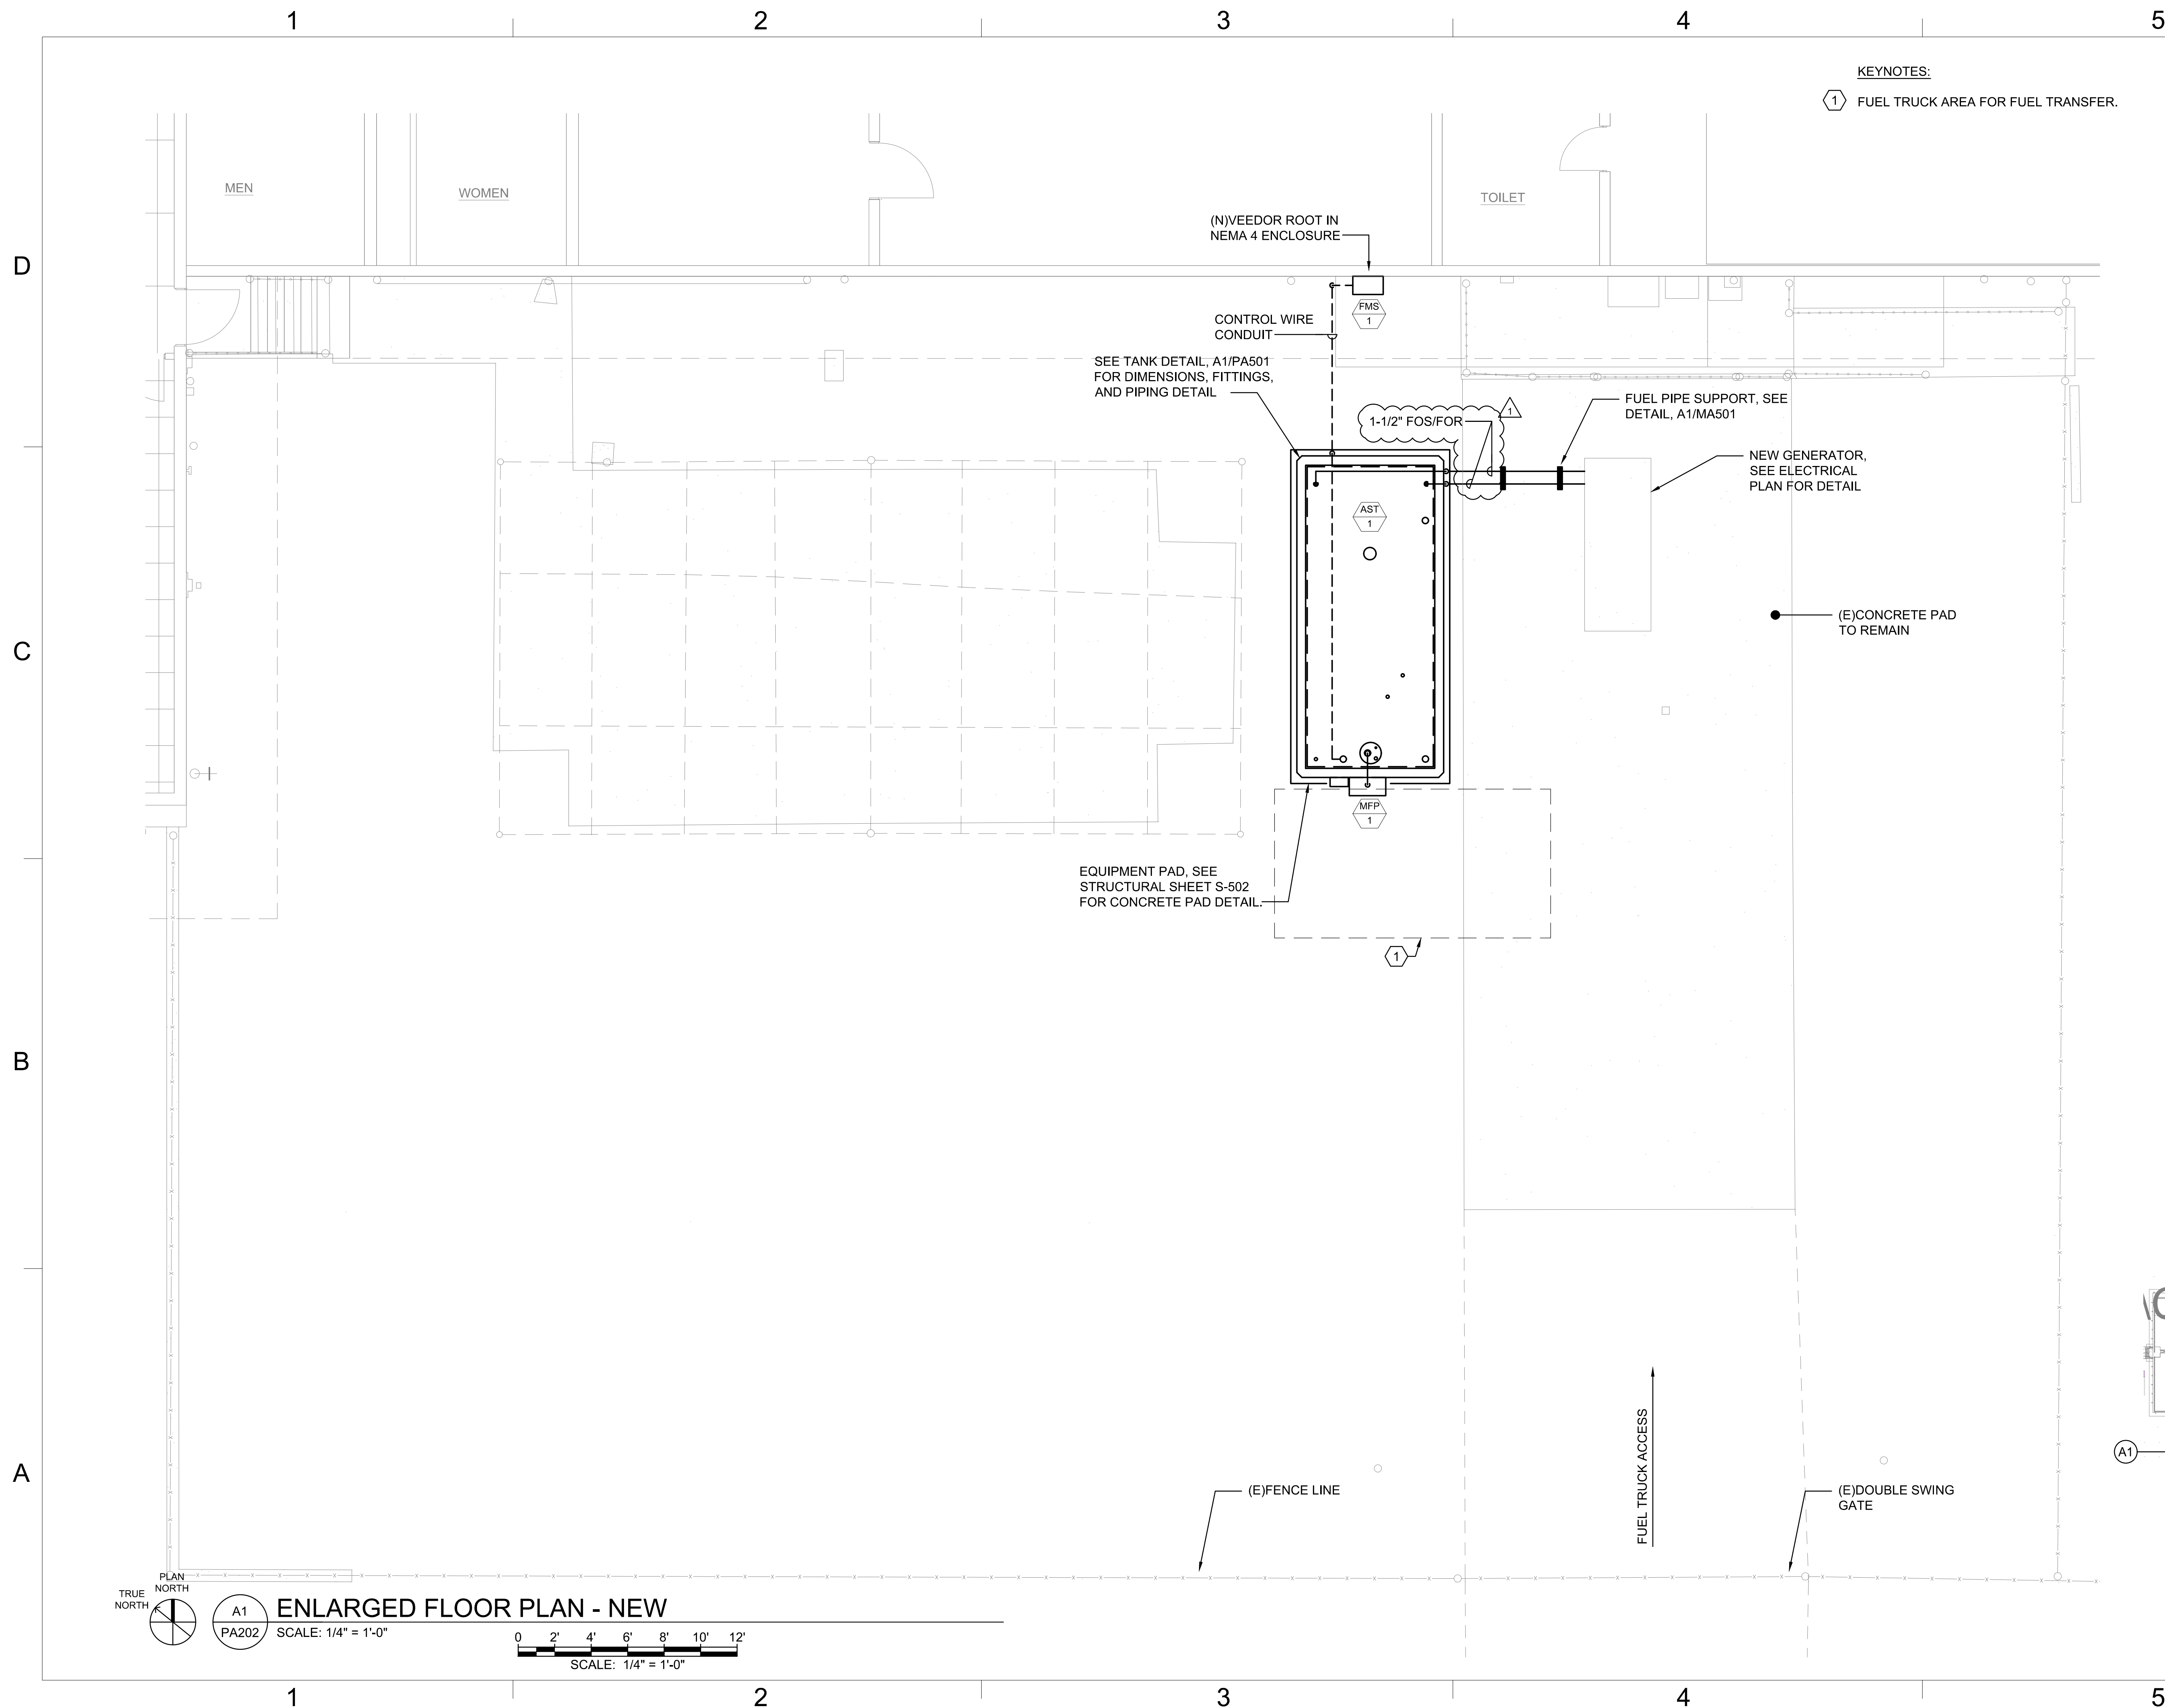 1
2
3
4
5
KEYNOTES:
1 FUEL TRUCK AREA FOR FUEL TRANSFER.
MEN
WOMEN
TOILET
(N)VEEDOR ROOT IN
NEMA 4 ENCLOSURE
D
D
FMS
1
CONTROL WIRE
CONDUIT
SEE TANK DETAIL, A1/PA501
FOR DIMENSIONS, FITTINGS,
AND PIPING DETAIL
1
1-1/2" FOS/FOR
FUEL PIPE SUPPORT, SEE
DETAIL, A1/MA501
NEW GENERATOR,
SEE ELECTRICAL
PLAN FOR DETAIL
AST
1
(E)CONCRETE PAD
TO REMAIN
C
MFP
1
EQUIPMENT PAD, SEE
STRUCTURAL SHEET S-502
FOR CONCRETE PAD DETAIL.
1
B
FUEL TRUCK ACCESS
A
A1
(E)FENCE LINE
(E)DOUBLE SWING
GATE
PLAN
NORTH
TRUE
NORTH
A1
PA202
ENLARGED FLOOR PLAN - NEW
SCALE: 1/4" = 1'-0"
0 2' 4' 6' 8' 10' 12'
SCALE: 1/4" = 1'-0"
1
2
3
4
5